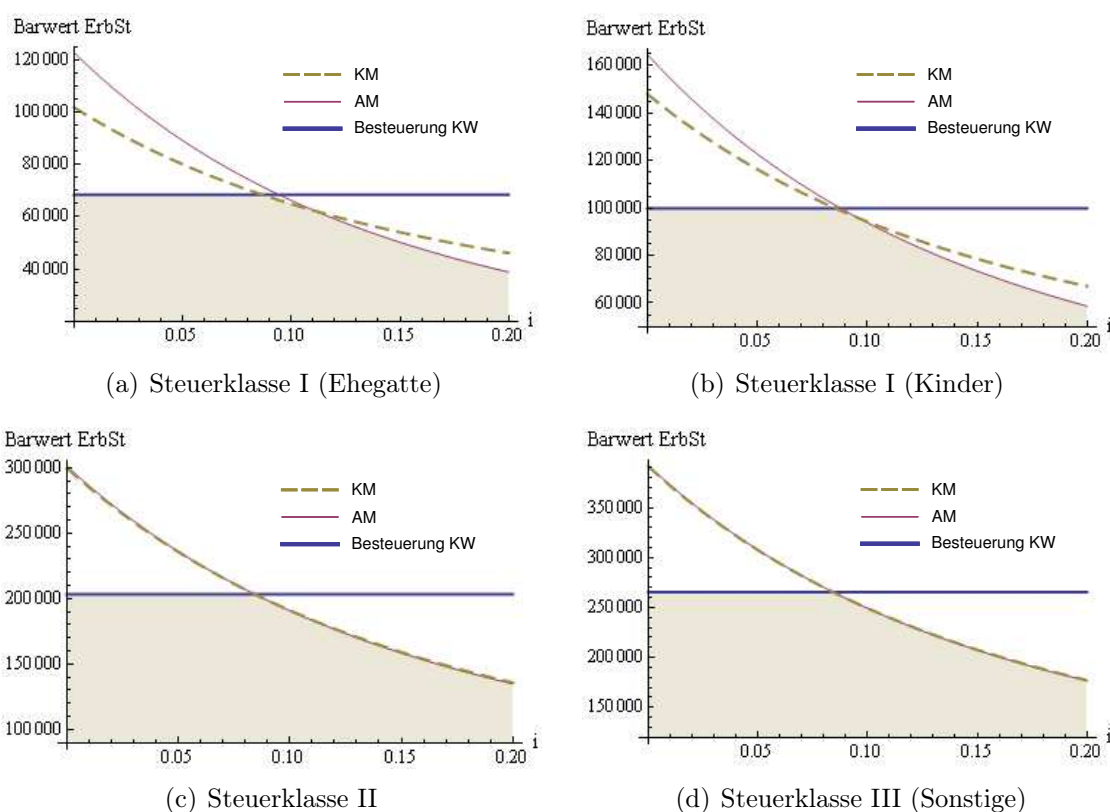 Barwert ErbSt
120 000
100 000
80 000
60 000
40 000
0.05
0.10
0.15
0.20
i
KM
AM
Besteuerung KW
(a) Steuerklasse I (Ehegatte)
Barwert ErbSt
160 000
140 000
120 000
100 000
80 000
60 000
0.05
0.10
0.15
0.20
i
KM
AM
Besteuerung KW
(b) Steuerklasse I (Kinder)
Barwert ErbSt
300 000
250 000
200 000
150 000
100 000
0.05
0.10
0.15
0.20
i
KM
AM
Besteuerung KW
(c) Steuerklasse II
Barwert ErbSt
350 000
300 000
250 000
200 000
150 000
0.05
0.10
0.15
0.20
i
KM
AM
Besteuerung KW
(d) Steuerklasse III (Sonstige)